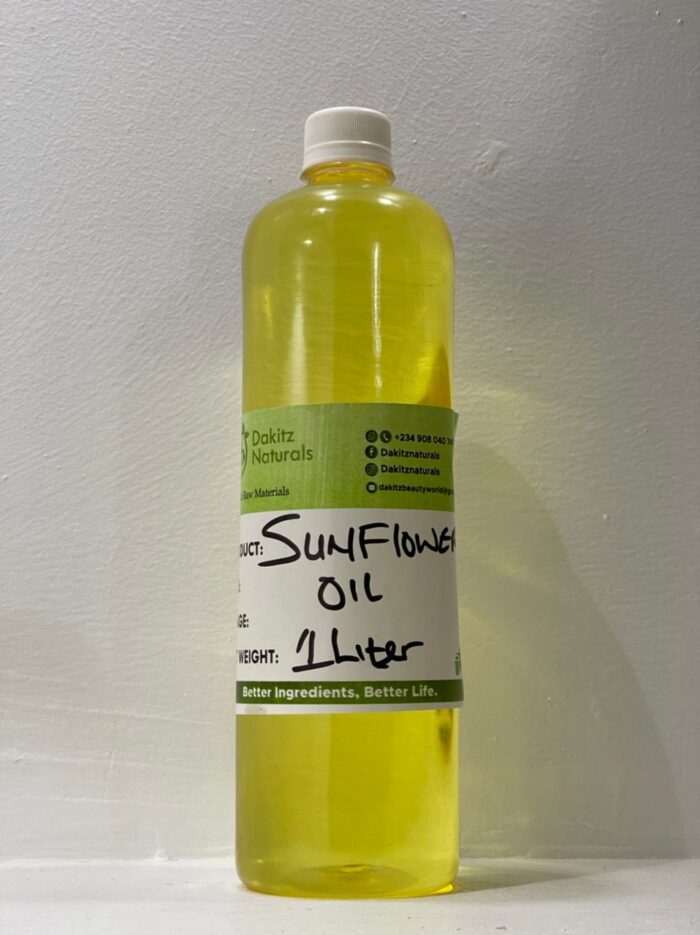 Dakitz
Naturals
Raw Materials
+234 908 040
Dakitznaturals
Dakitznaturals
dakitzbeautyworld@g
DUCT: SUNFLOWER
OIL
GE:
WEIGHT: 1 Liter
Better Ingredients, Better Life.